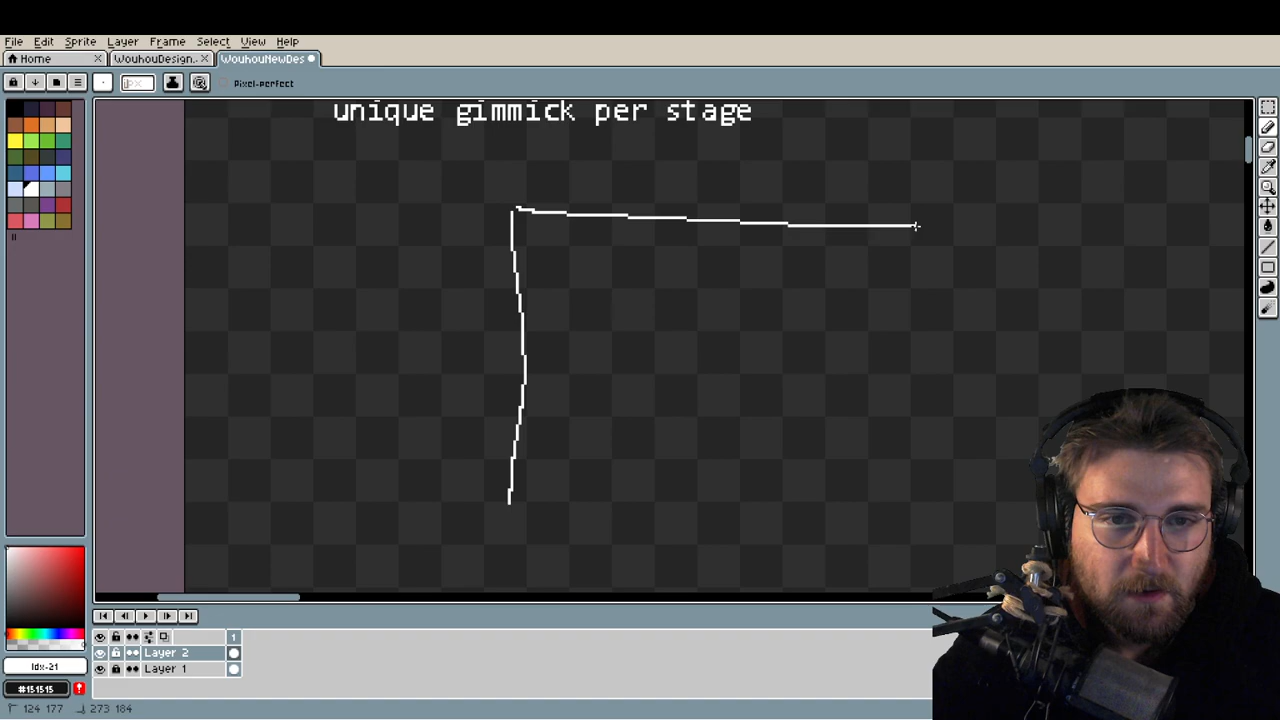 File Edit Sprite Layer Frame Select View Help
Home WouhouDesign. WouhouNewDes
Pixel-perfect
unique gimmick per stage
1
Layer 2
Layer 1
Idx-21
#151515
124 177 273 184